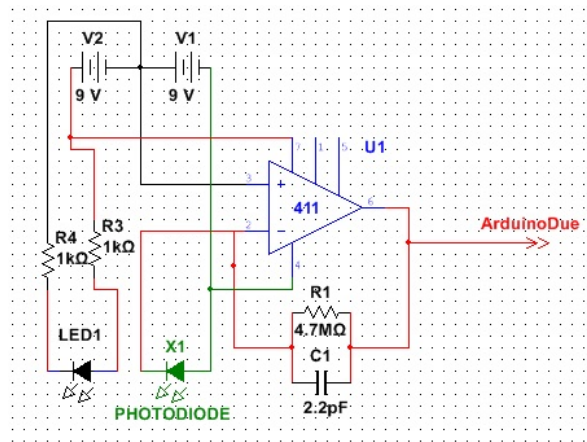 V2 V1
9 V 9 V
7 1 5 U1
3
411 6
2
ArduinoDue
R4 R3
1kΩ 1kΩ
4
R1
4.7MΩ
LED1 X1 C1
2.2pF
PHOTODIODE